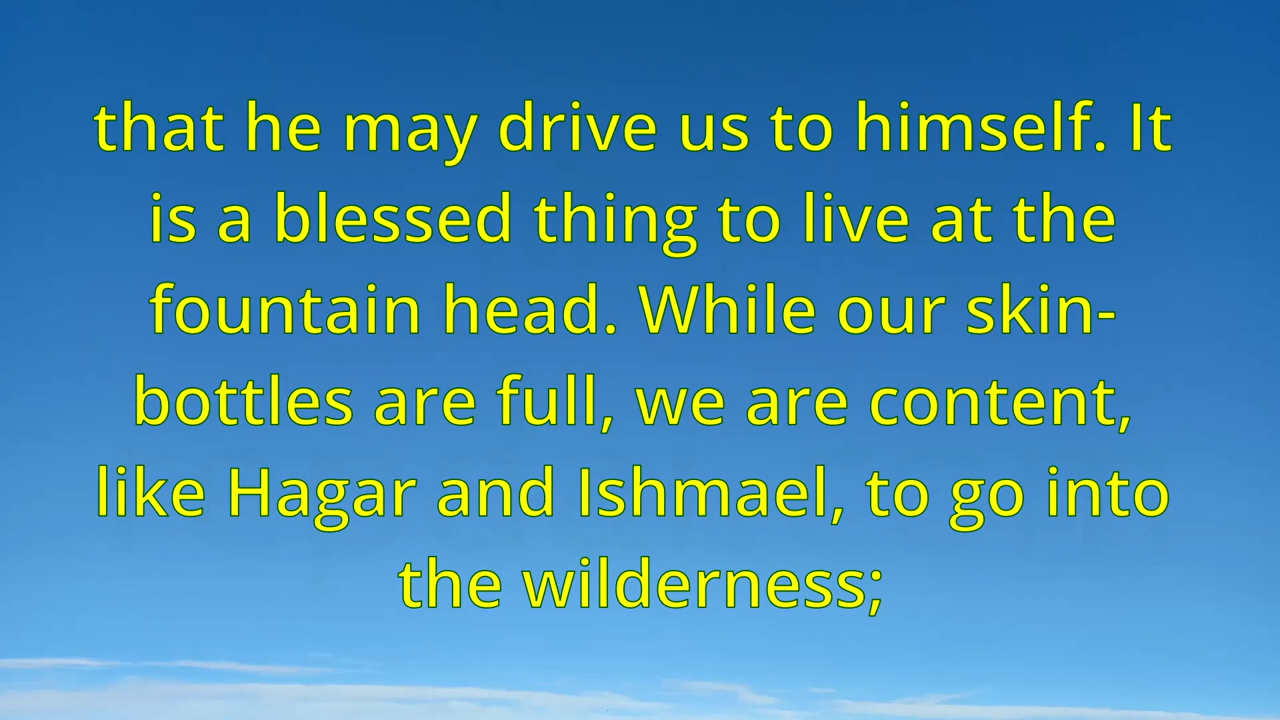 that he may drive us to himself. It
is a blessed thing to live at the
fountain head. While our skin-
bottles are full, we are content,
like Hagar and Ishmael, to go into
the wilderness;